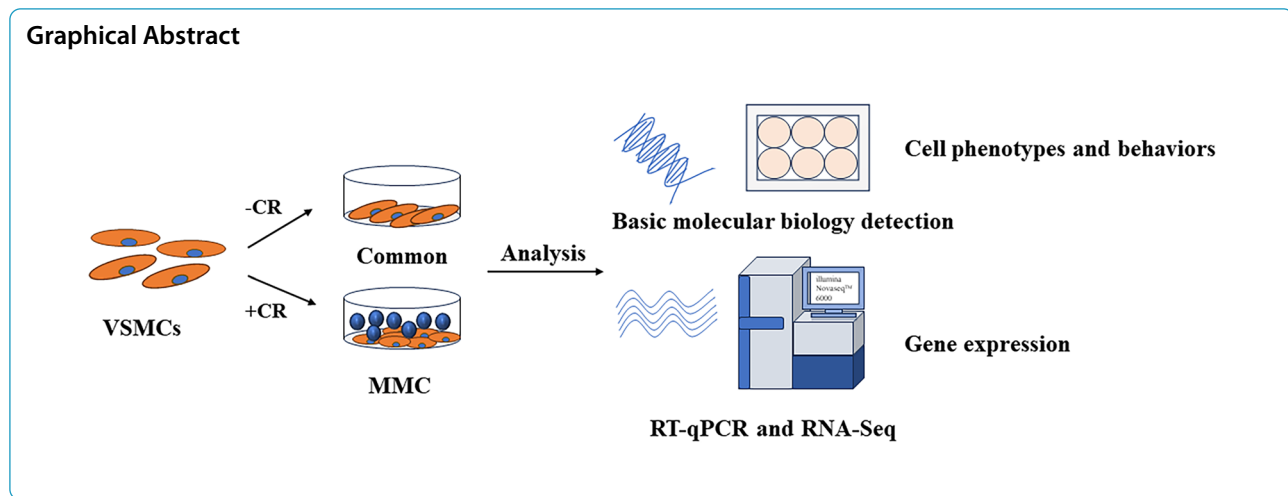 Graphical Abstract
-CR
+CR
VSMCs
Common
MMC
Analysis
Basic molecular biology detection
Cell phenotypes and behaviors
illumina
Novaseq™
6000
Gene expression
RT-qPCR and RNA-Seq